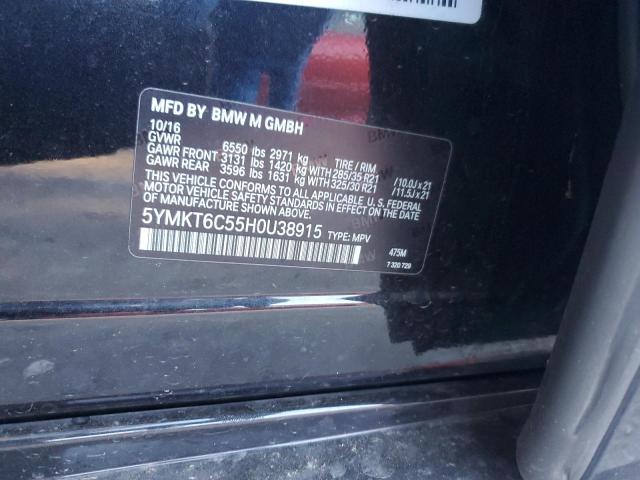 MFD BY BMW M GMBH
10/16
GVWR 6550 lbs 2971 kg TIRE / RIM
GAWR FRONT 3131 lbs 1420 kg WITH 285/35 R21 /10.0J x 21
GAWR REAR 3596 lbs 1631 kg WITH 325/30 R21 /11.5J x 21
THIS VEHICLE CONFORMS TO ALL APPLICABLE U.S. FEDERAL
MOTOR VEHICLE SAFETY STANDARDS IN EFFECT ON THE DATE
OF MANUFACTURE SHOWN ABOVE.
5YMKT6C55H0U38915 TYPE: MPV
475M
7 320 729